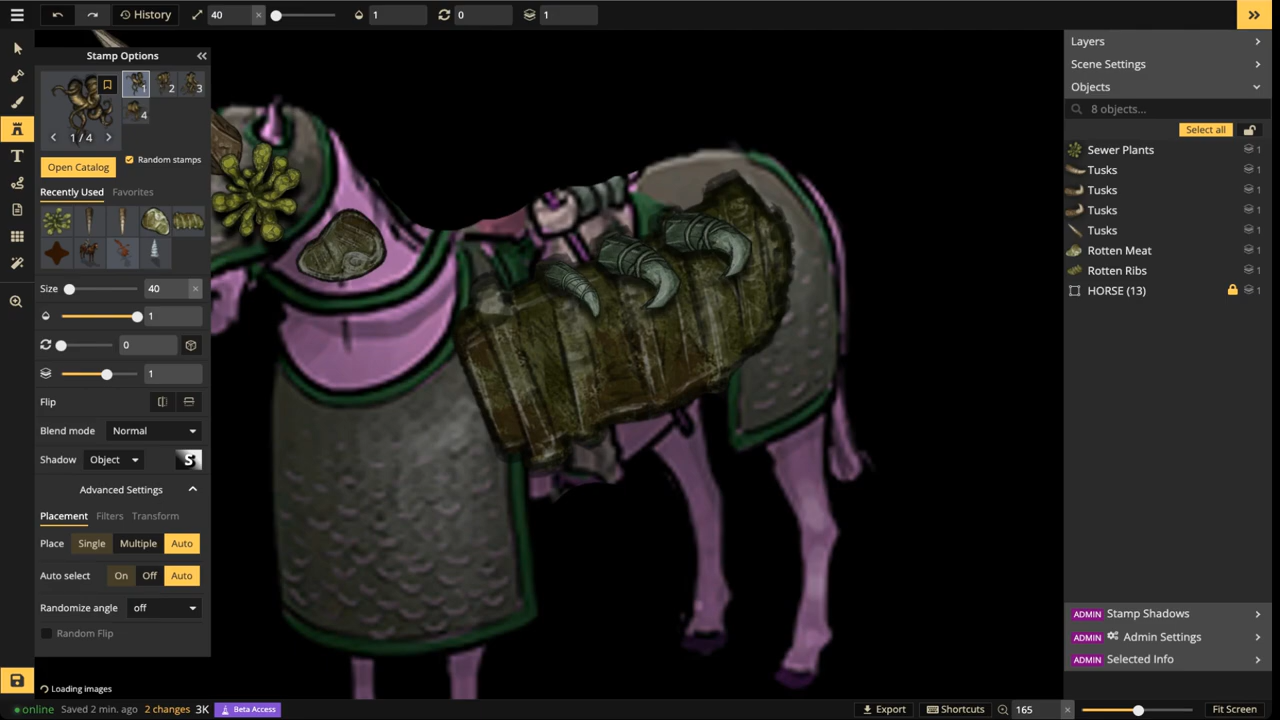 History 40 × 1 0 1
Stamp Options
1 2 3
4
1 / 4
Open Catalog Random stamps
Recently Used Favorites
Size 40 ×
1
0
1
Flip
Blend mode Normal
Shadow Object S
Advanced Settings
Placement Filters Transform
Place Single Multiple Auto
Auto select On Off Auto
Randomize angle off
Random Flip
Loading images
online Saved 2 min. ago 2 changes 3K Beta Access
Layers
Scene Settings
Objects
8 objects...
Select all
Sewer Plants 1
Tusks 1
Tusks 1
Tusks 1
Tusks 1
Rotten Meat 1
Rotten Ribs 1
HORSE (13) 1
ADMIN Stamp Shadows
ADMIN Admin Settings
ADMIN Selected Info
Export Shortcuts 165 × Fit Screen